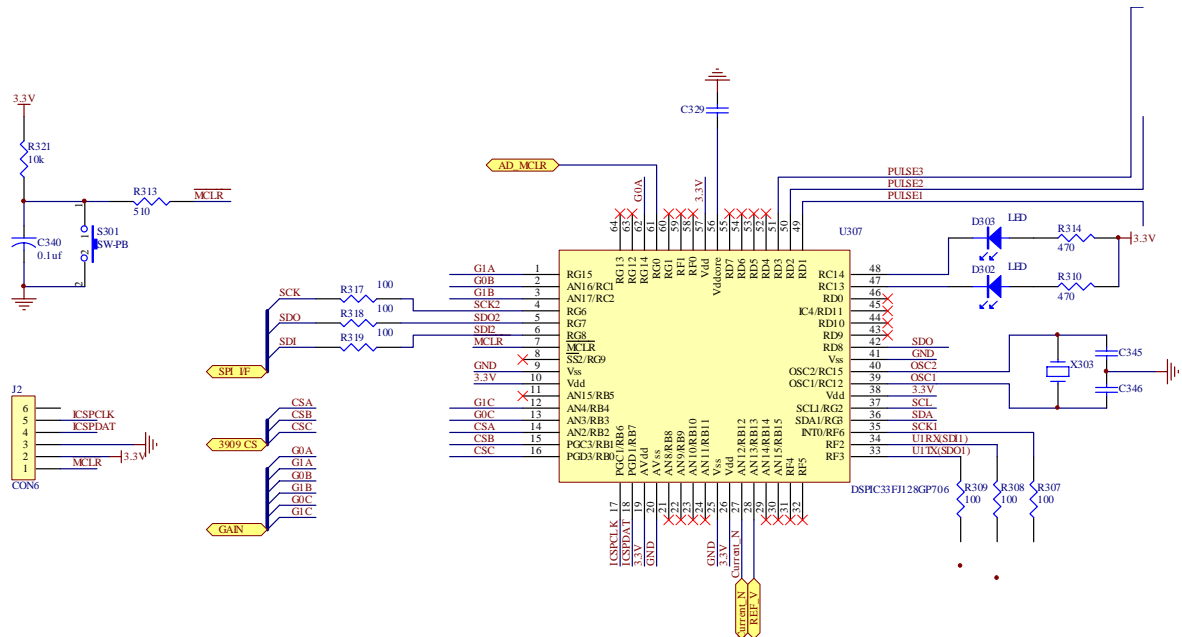 3.3V
R321
10k
R313
510
MCLR
1
1
S301
SW-PB
2
2
C340
0.1uf
SCK
SDO
SDI
R317
100
R318
100
R319
100
SPI I/F
J2
6
5
4
3
2
1
ICSPCLK
ICSPDAT
3.3V
MCLR
CON6
CSA
CSB
CSC
3909 CS
G0A
G1A
G0B
G1B
G0C
G1C
GAIN
C329
AD_MCLR
G0A
3.3V
PULSE3
PULSE2
PULSE1
U307
64 RG13
63 RG12
62 RG14
61 RG0
60 RG1
59 RF1
58 RF0
57 Vdd
56 Vddcore
55 RD7
54 RD6
53 RD5
52 RD4
51 RD3
50 RD2
49 RD1
G1A 1 RG15
G0B 2 AN16/RC1
G1B 3 AN17/RC2
SCK2 4 RG6
SDO2 5 RG7
SDI2 6 RG8
MCLR 7 MCLR
8 SS2/RG9
GND 9 Vss
3.3V 10 Vdd
11 AN15/RB5
G1C 12 AN4/RB4
G0C 13 AN3/RB3
CSA 14 AN2/RB2
CSB 15 PGC3/RB1
CSC 16 PGD3/RB0
RC14 48
RC13 47
RD0 46
IC4/RD11 45
RD10 44
RD9 43
RD8 42 SDO
Vss 41 GND
OSC2/RC15 40 OSC2
OSC1/RC12 39 OSC1
Vdd 38 3.3V
SCL1/RG2 37 SCL
SDA1/RG3 36 SDA
INT0/RF6 35 SCK1
RF2 34 U1RX(SDI1)
RF3 33 U1TX(SDO1)
PGC1/RB6 17 ICSPCLK
PGD1/RB7 18 ICSPDAT
AVdd 19 3.3V
AVss 20 GND
AN8/RB8 21
AN9/RB9 22
AN10/RB10 23
AN11/RB11 24
Vss 25 GND
Vdd 26 3.3V
AN12/RB12 27 Current_N
AN13/RB13 28
AN14/RB14 29
AN15/RB15 30
RF4 31
RF5 32
REF_V
DSPIC33FJ128GP706
D303
LED
R314
470
3.3V
D302
LED
R310
470
X303
C345
C346
R309
100
R308
100
R307
100